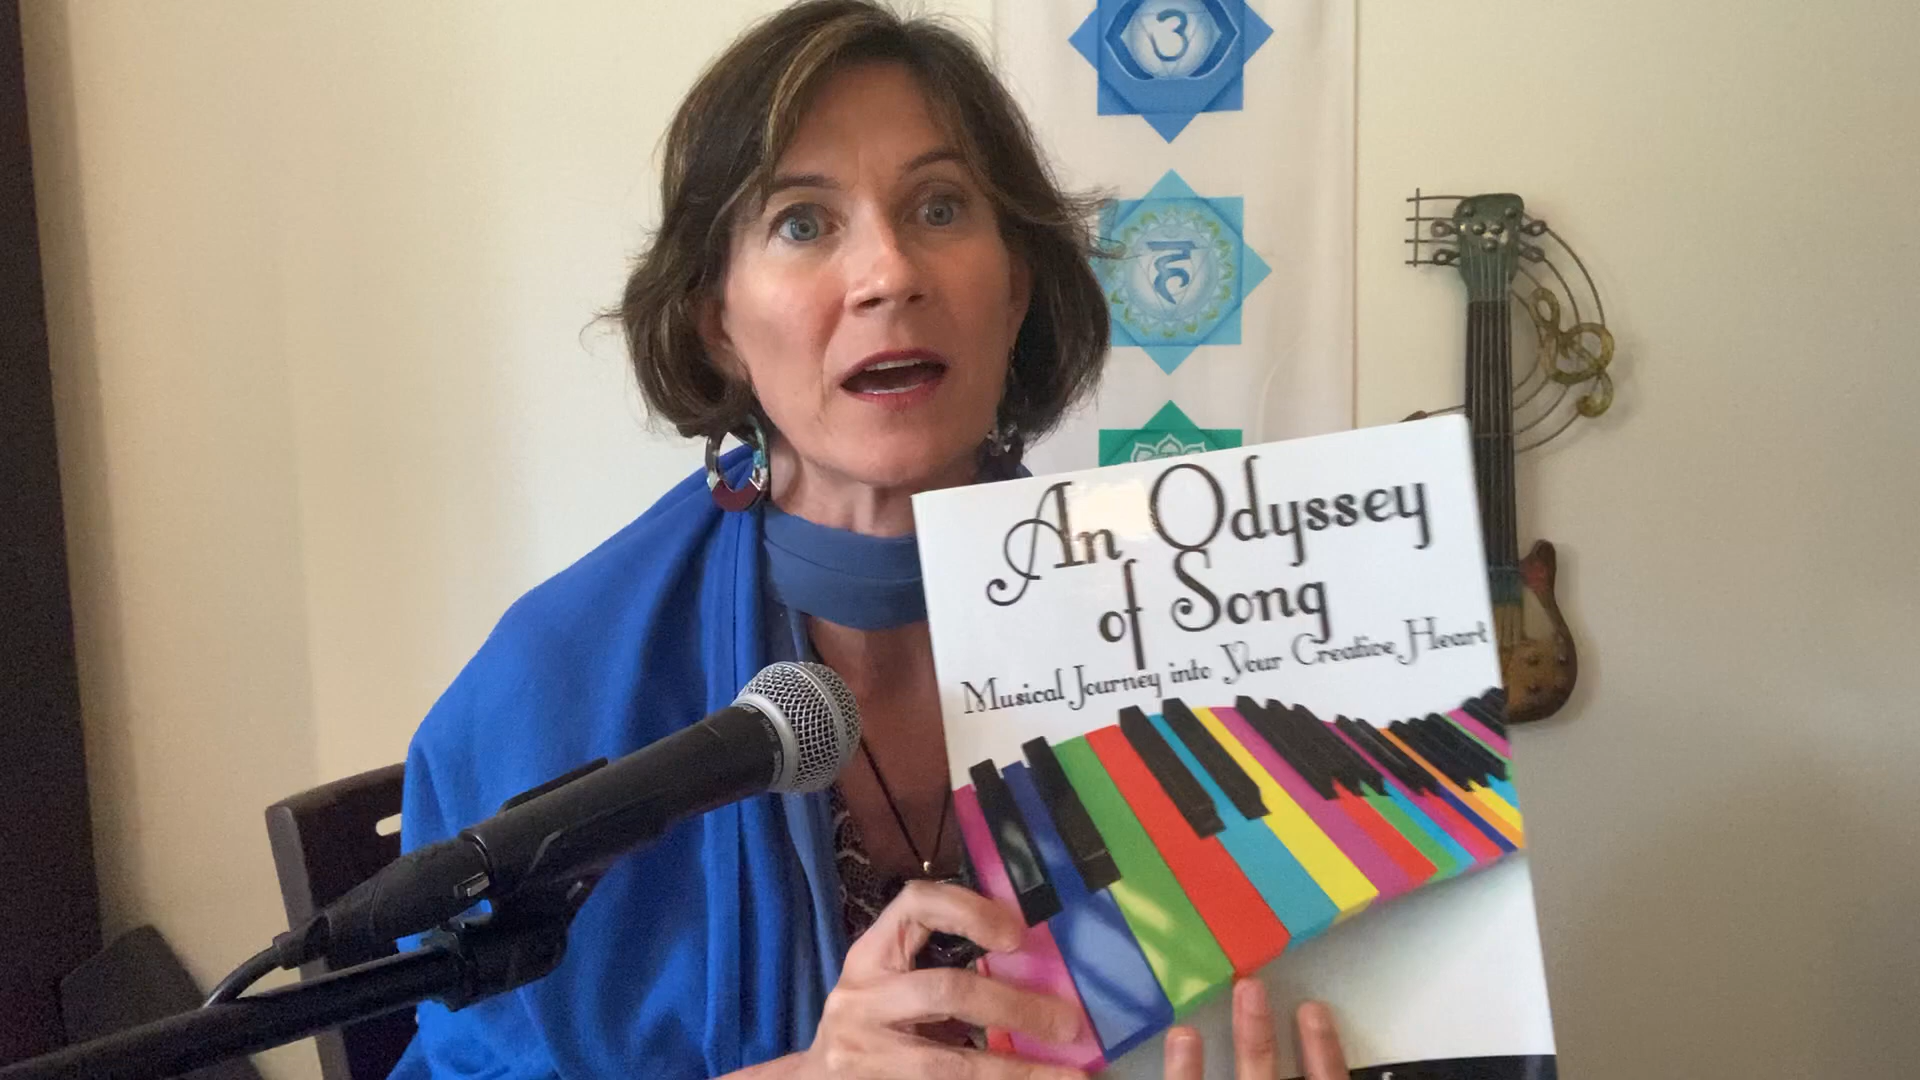 ॐ
हं
An Odyssey
of Song
Musical Journey into Your Creative Heart